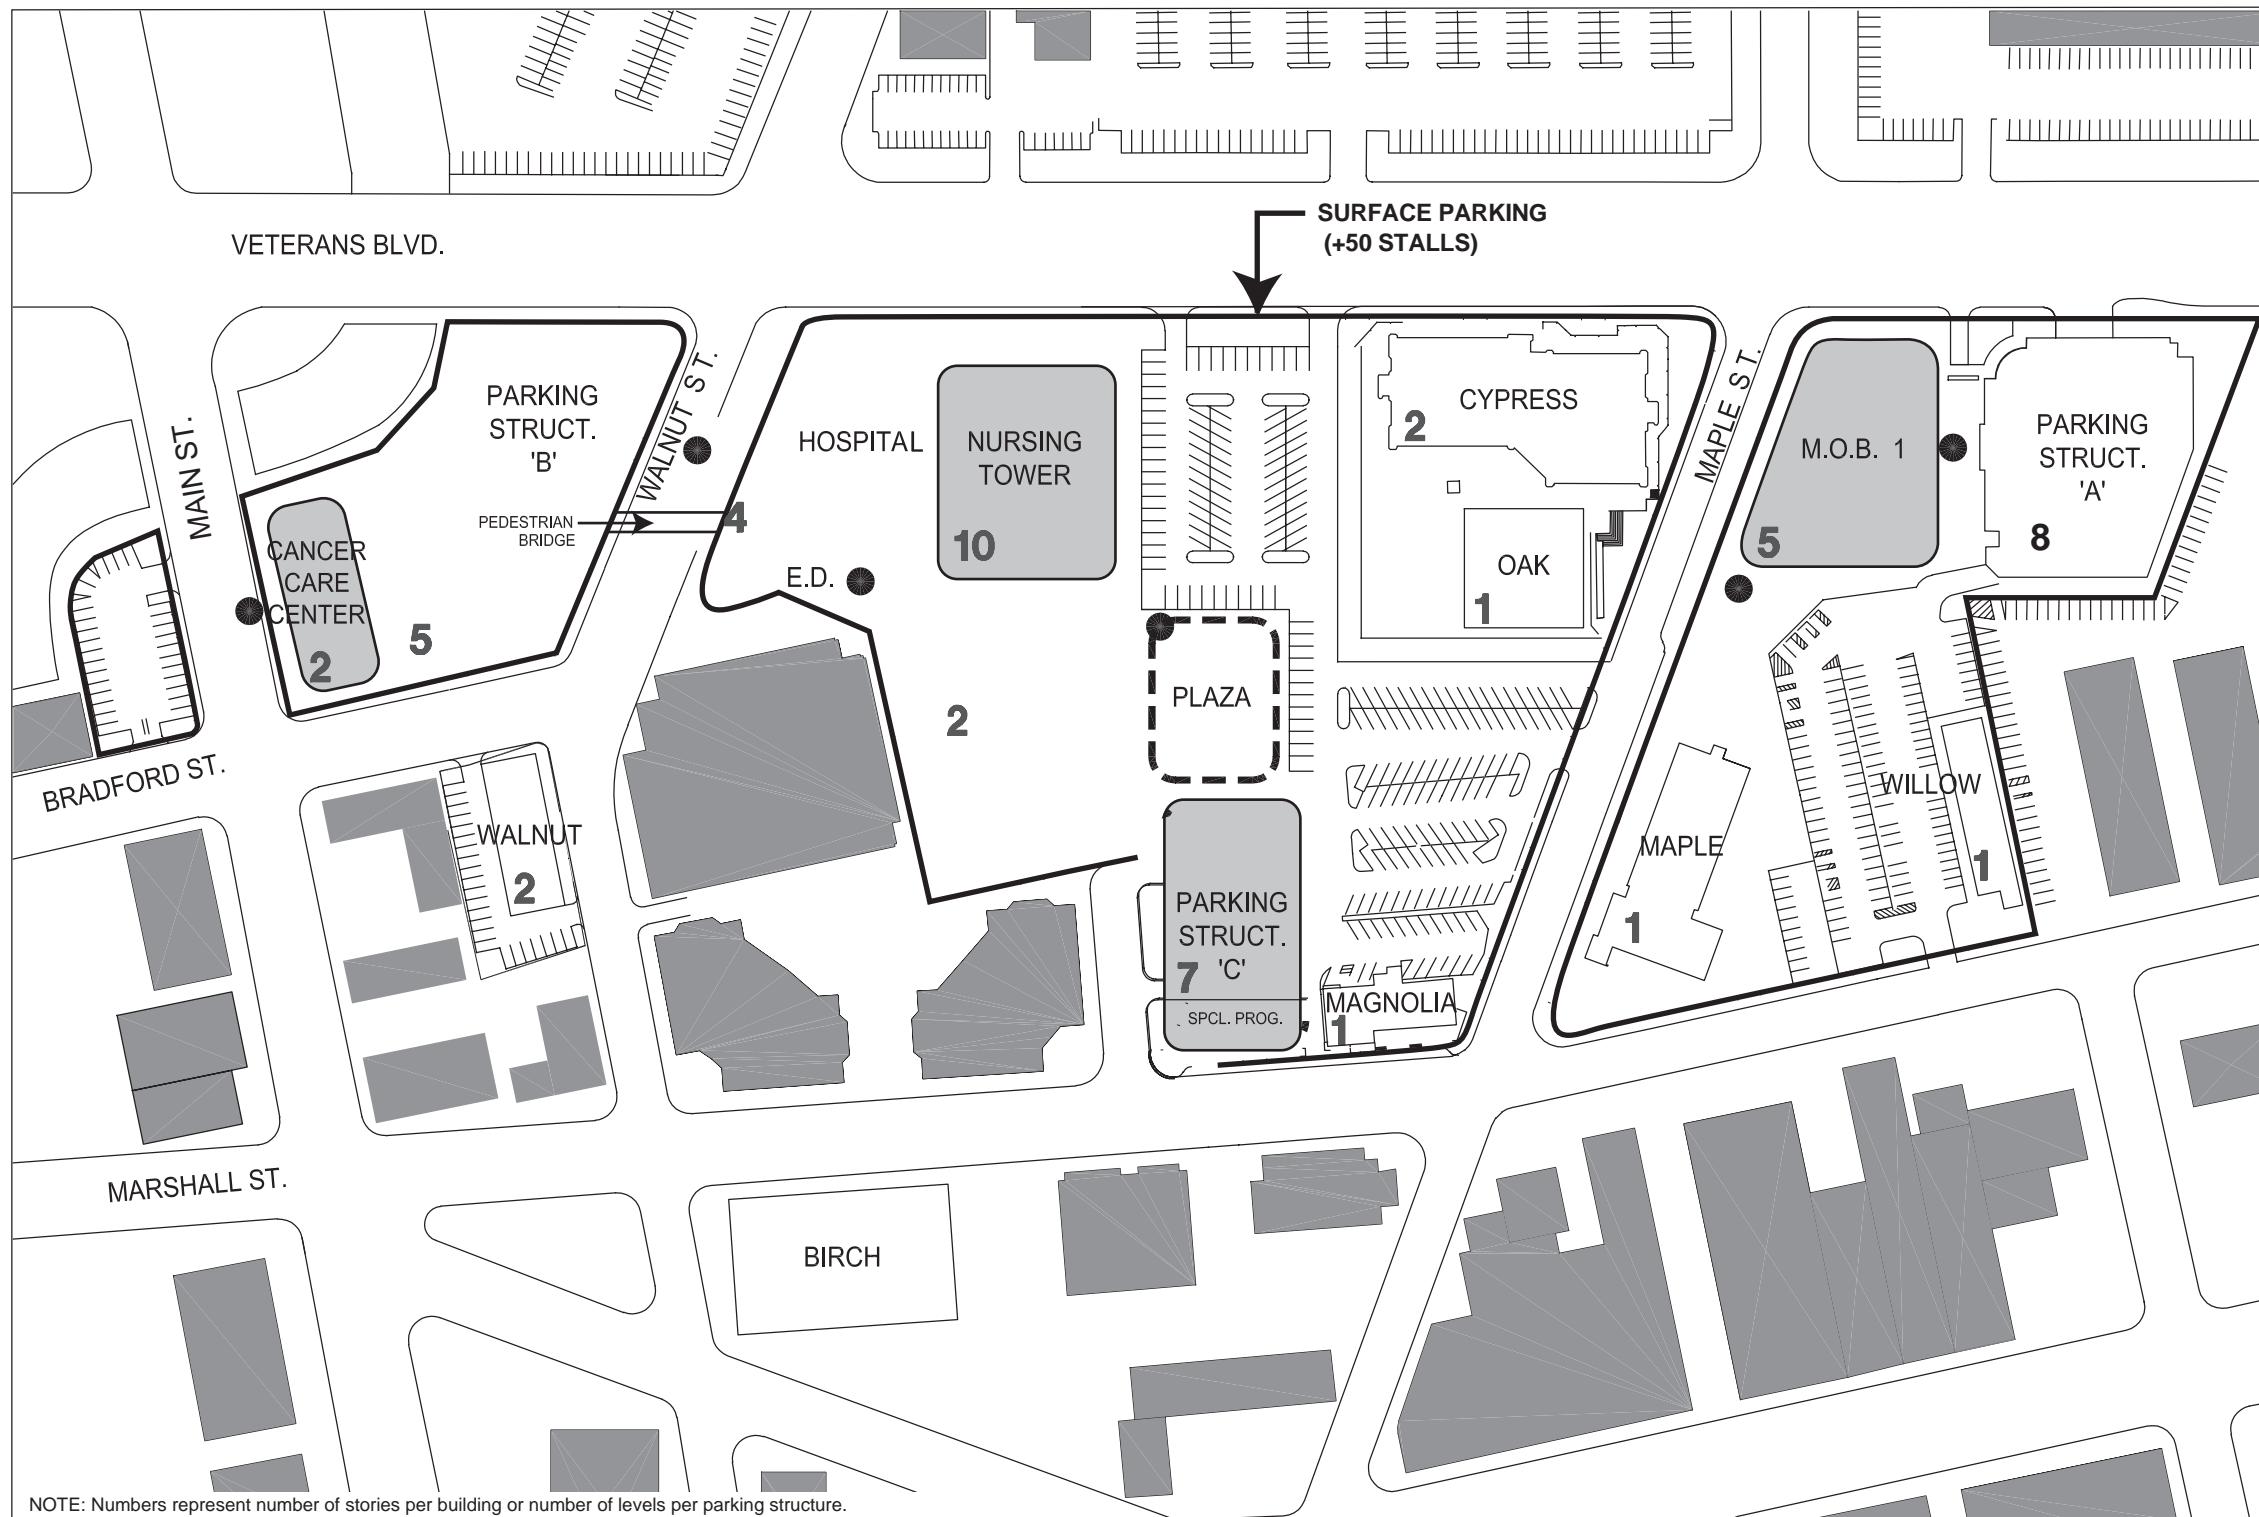 SURFACE PARKING
(+50 STALLS)
VETERANS BLVD.
PARKING
STRUCT.
'B'
WALNUT ST.
HOSPITAL
NURSING
TOWER
10
CYPRESS
2
MAPLE ST.
M.O.B. 1
5
PARKING
STRUCT.
'A'
8
MAIN ST.
PEDESTRIAN
BRIDGE
4
CANCER
CARE
CENTER
2
5
E.D.
OAK
1
PLAZA
2
BRADFORD ST.
WALNUT
2
WILLOW
1
MAPLE
1
PARKING
STRUCT.
'C'
7
SPCL. PROG.
MAGNOLIA
1
MARSHALL ST.
BIRCH
NOTE: Numbers represent number of stories per building or number of levels per parking structure.